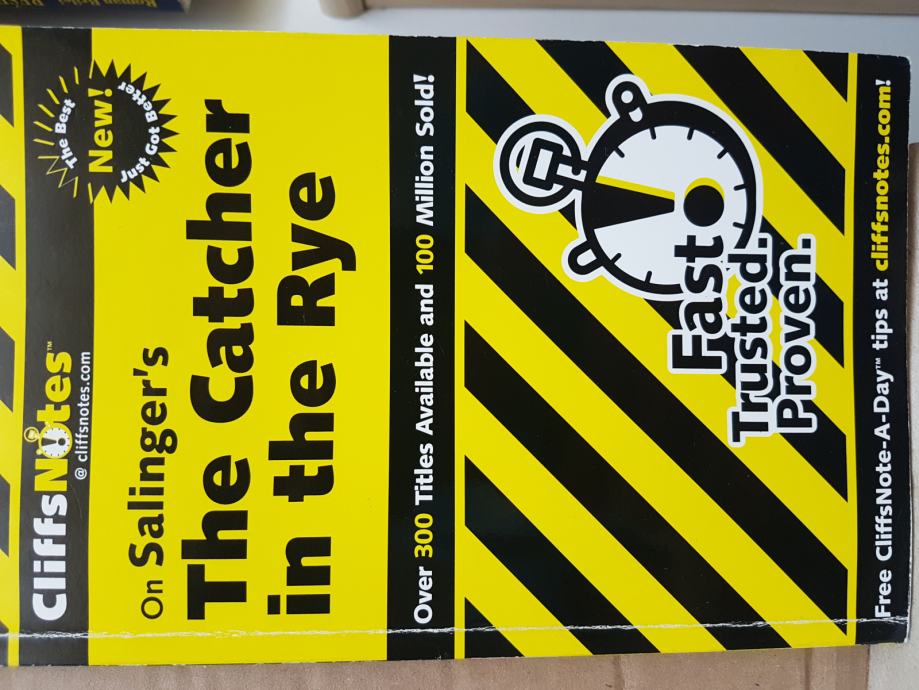 CliffsNotes™
@ cliffsnotes.com
The Best
New!
Just Got Better
On Salinger's
The Catcher
in the Rye
Over 300 Titles Available and 100 Million Sold!
Fast.
Trusted.
Proven.
Free CliffsNote-A-Day™ tips at cliffsnotes.com!